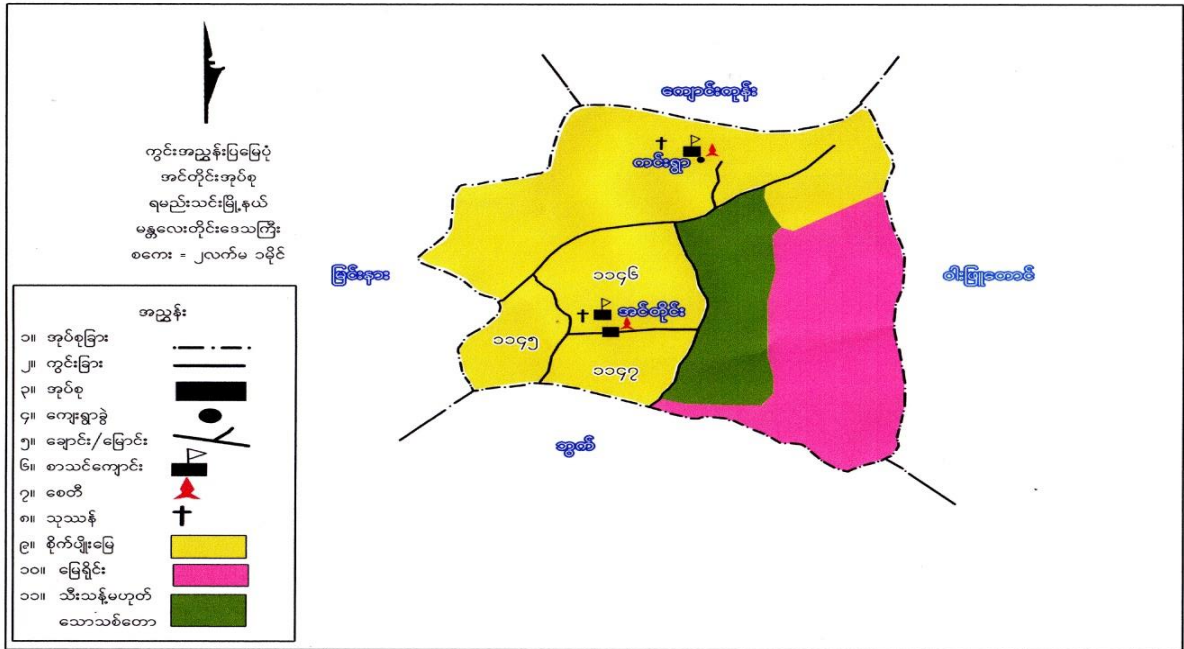 ကွင်းအညွှန်းပြမြေပုံ
အင်တိုင်းအုပ်စု
ရမည်းသင်းမြို့နယ်
မန္တလေးတိုင်းဒေသကြီး
စကေး = ၂လက်မ ၁မိုင်
ကျောင်းကုန်း
ကင်းရွာ
မြင်းနား
ဝါးဖြူတောင်
၁၁၄၆
အင်တိုင်း
၁၁၄၅
၁၁၄၇
ဘွက်
အညွှန်း
၁။ အုပ်စုခြား
၂။ ကွင်းခြား
၃။ အုပ်စု
၄။ ကျေးရွာခွဲ
၅။ ချောင်း/မြောင်း
၆။ စာသင်ကျောင်း
၇။ စေတီ
၈။ သုဿန်
၉။ စိုက်ပျိုးမြေ
၁၀။ မြေရိုင်း
၁၁။ သီးသန့်မဟုတ်
သောသစ်တော